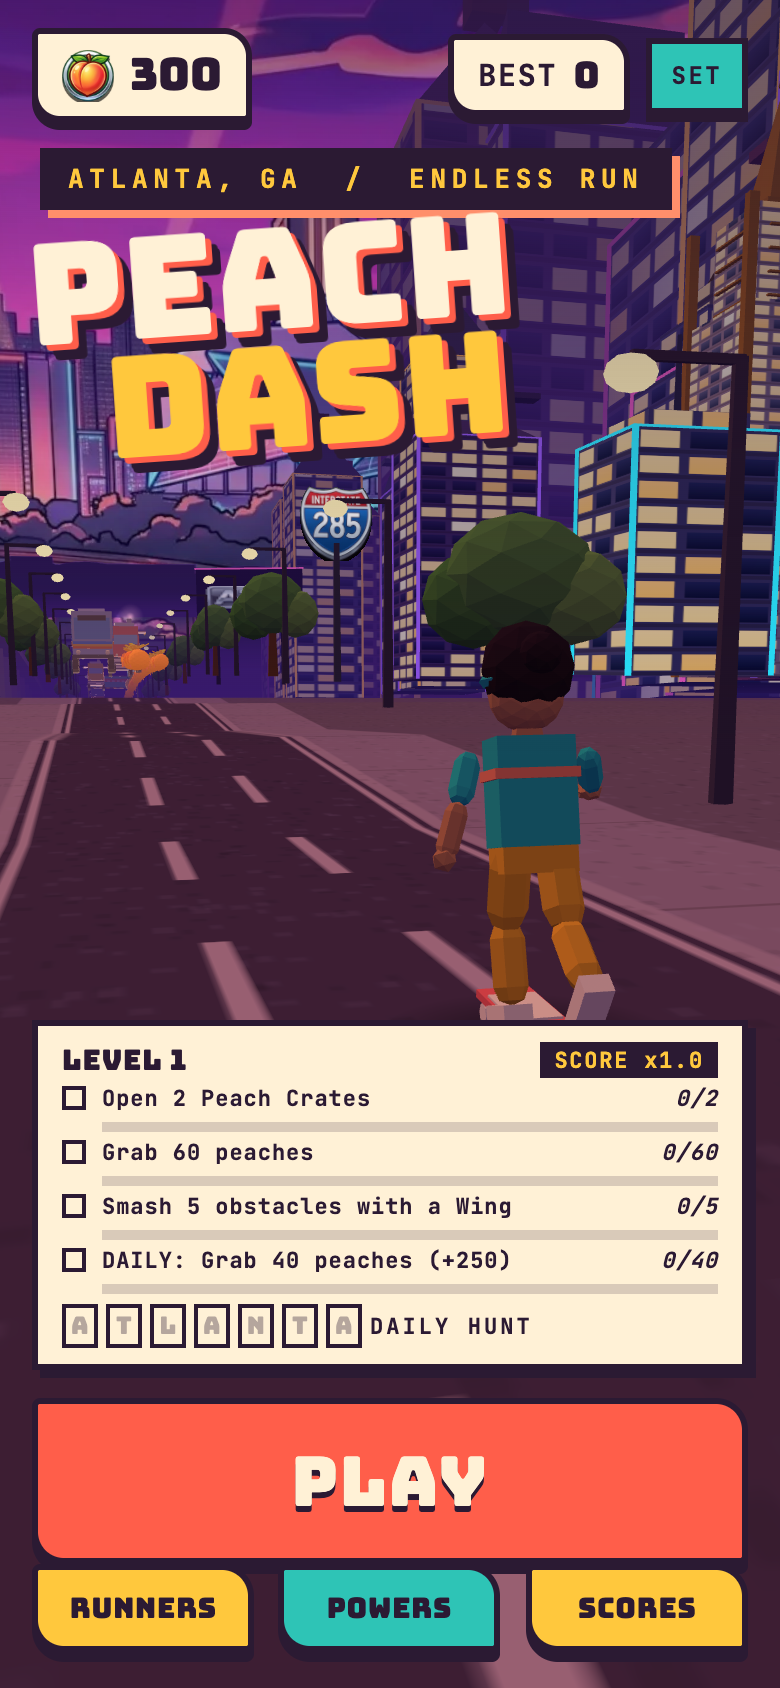 300
BEST 0
SET
ATLANTA, GA / ENDLESS RUN
PEACH
DASH
INTERSTATE
285
LEVEL 1
SCORE x1.0
Open 2 Peach Crates 0/2
Grab 60 peaches 0/60
Smash 5 obstacles with a Wing 0/5
DAILY: Grab 40 peaches (+250) 0/40
ATLANTA DAILY HUNT
PLAY
RUNNERS
POWERS
SCORES